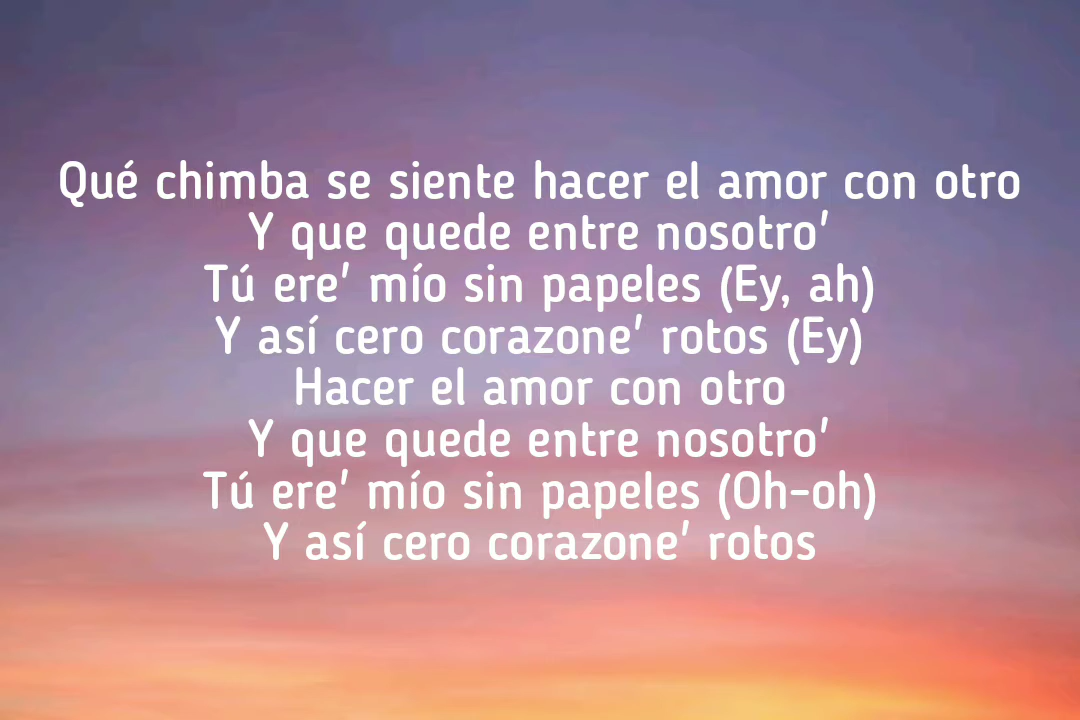 Qué chimba se siente hacer el amor con otro
Y que quede entre nosotro'
Tú ere' mío sin papeles (Ey, ah)
Y así cero corazone' rotos (Ey)
Hacer el amor con otro
Y que quede entre nosotro'
Tú ere' mío sin papeles (Oh-oh)
Y así cero corazone' rotos